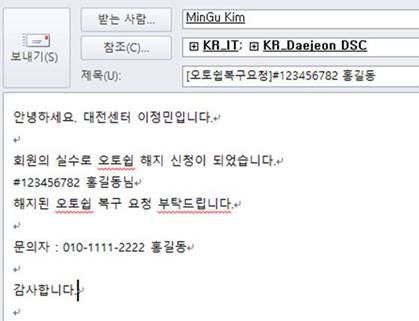 받는 사람...
MinGu Kim
보내기(S)
참조(C)...
KR_IT; KR_Daejeon DSC
제목(U):
[오토쉽복구요청]#123456782 홍길동
안녕하세요. 대전센터 이정민입니다.
회원의 실수로 오토쉽 해지 신청이 되었습니다.
#123456782 홍길동님
해지된 오토쉽 복구 요청 부탁드립니다.
문의자 : 010-1111-2222 홍길동
감사합니다.